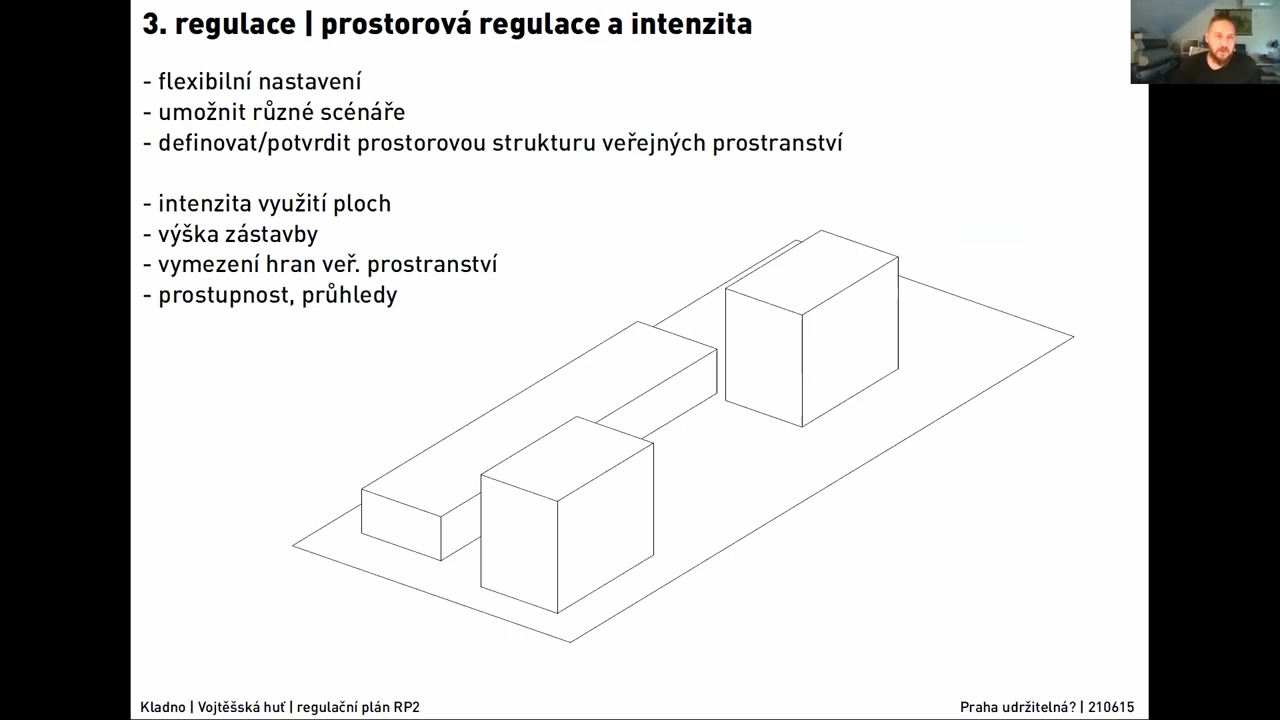 3. regulace | prostorová regulace a intenzita
- flexibilní nastavení
- umožnit různé scénáře
- definovat/potvrdit prostorovou strukturu veřejných prostranství
- intenzita využití ploch
- výška zástavby
- vymezení hran veř. prostranství
- prostupnost, průhledy
Kladno | Vojtěšská huť | regulační plán RP2
Praha udržitelná? | 210615